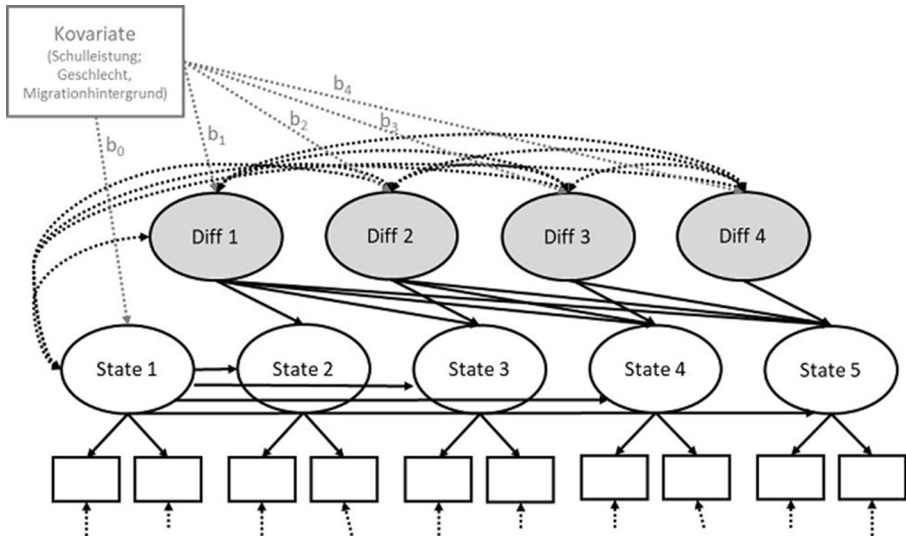 Kovariate
(Schulleistung;
Geschlecht,
Migrationhintergrund)
b4
b3
b2
b1
b0
Diff 1
Diff 2
Diff 3
Diff 4
State 1
State 2
State 3
State 4
State 5